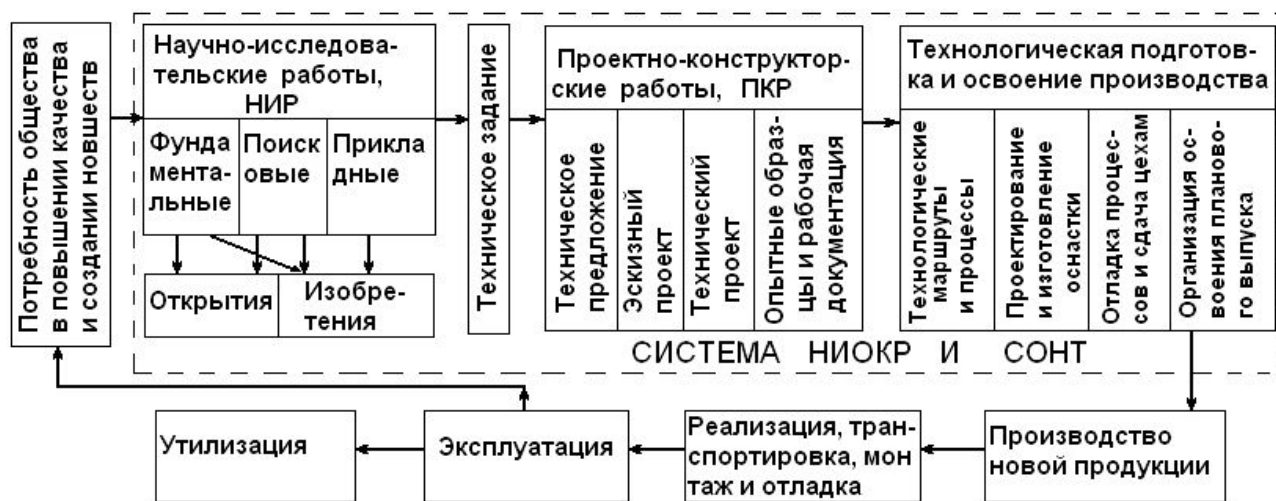 Потребность общества
в повышении качества
и создании новшеств
Научно-исследова-
тельские работы,
НИР
Фунда
мента-
льные
Поиск
овые
Прикла
дные
Открытия
Изобре-
тения
Техническое задание
Проектно-конструктор-
ские работы, ПКР
Техническое
предложение
Эскизный
проект
Технический
проект
Опытные образ-
цы и рабочая
документация
Технологическая подготов-
ка и освоение производства
Технологические
маршруты
и процессы
Проектирование
и изготовление
оснастки
Отладка процес-
сов и сдача цехам
Организация ос-
воения планово-
го выпуска
СИСТЕМА НИОКР И СОНТ
Утилизация
Эксплуатация
Реализация, тран-
спортировка, мон
таж и отладка
Производство
новой продукции